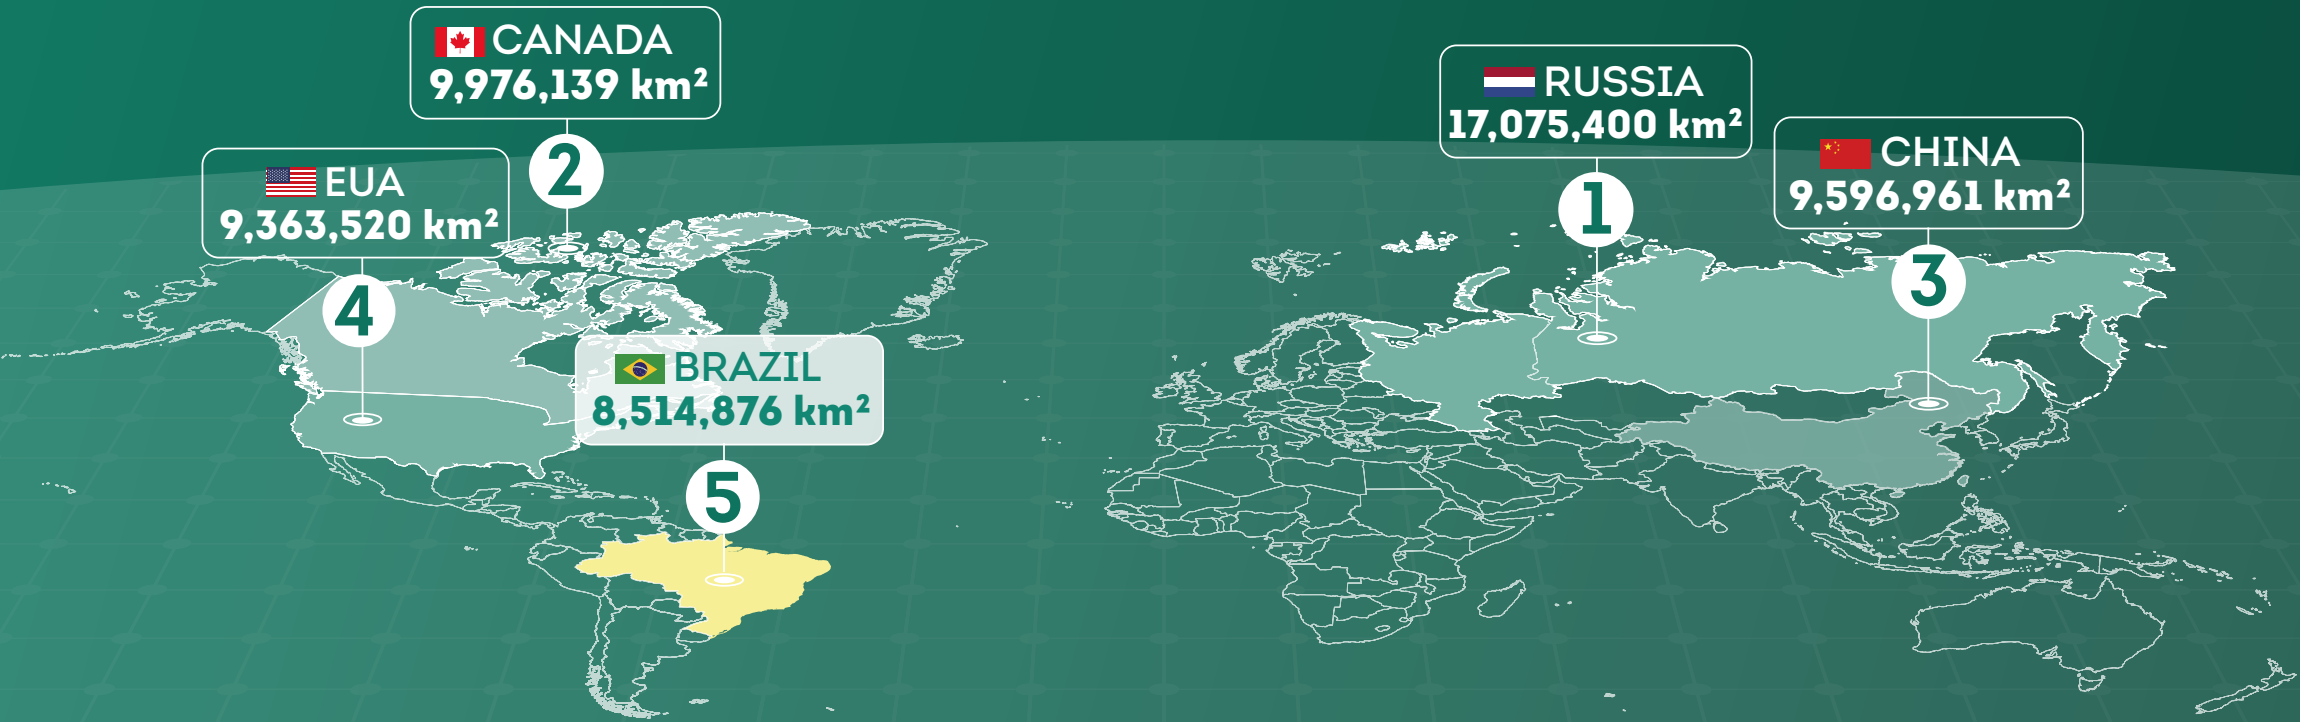 CANADA
9,976,139 km²
2
EUA
9,363,520 km²
4
BRAZIL
8,514,876 km²
5
RUSSIA
17,075,400 km²
1
CHINA
9,596,961 km²
3